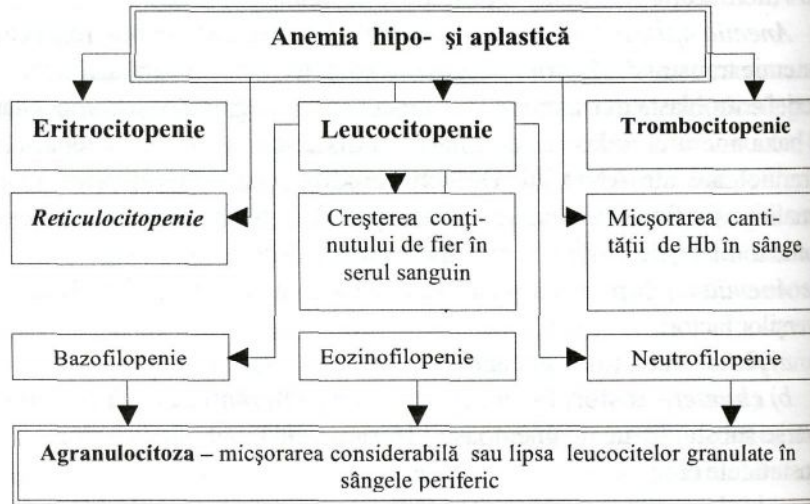 Anemia hipo- şi aplastică
Eritrocitopenie
Leucocitopenie
Trombocitopenie
Reticulocitopenie
Creşterea conţi-
nutului de fier în
serul sanguin
Micşorarea canti-
tăţii de Hb în sânge
Bazofilopenie
Eozinofilopenie
Neutrofilopenie
Agranulocitoza – micşorarea considerabilă sau lipsa leucocitelor granulate în
sângele periferic